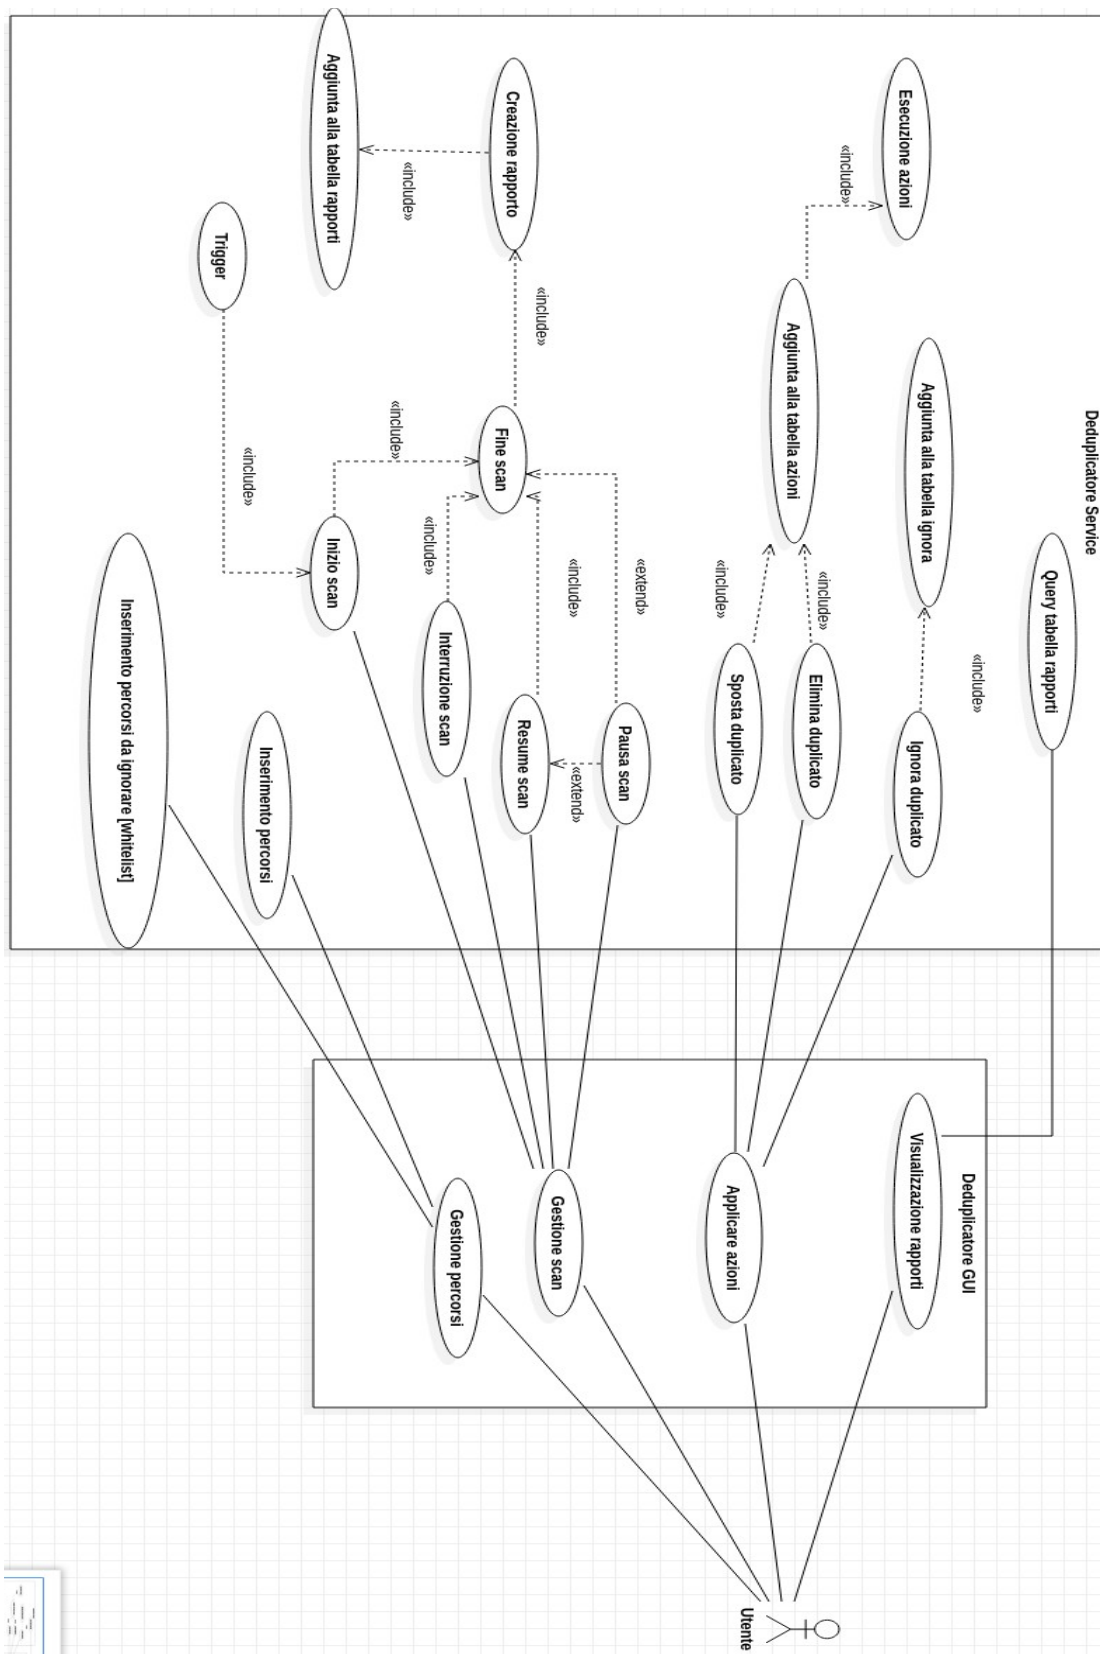 Deduplicatore Service
Query tabella rapporti
Aggiunta alla tabella ignora
«include»
Ignora duplicato
Esecuzione azioni
«include»
Aggiunta alla tabella azioni
«include»
Elimina duplicato
«include»
Sposta duplicato
«extend»
Pausa scan
«extend»
Creazione rapporto
«include»
Fine scan
«include»
Resume scan
«include»
Interruzione scan
«include»
Aggiunta alla tabella rapporti
«include»
Inizio scan
Trigger
«include»
Inserimento percorsi
Inserimento percorsi da ignorare [whitelist]
Deduplicatore GUI
Visualizzazione rapporti
Applicare azioni
Gestione scan
Gestione percorsi
Utente